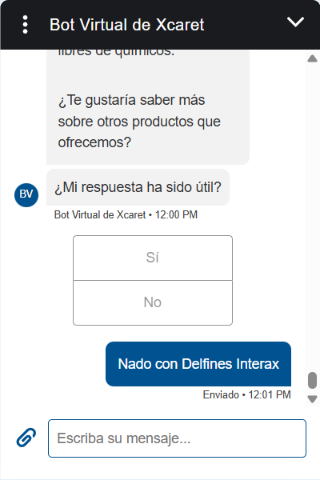 Bot Virtual de Xcaret
libres de químicos.
¿Te gustaría saber más
sobre otros productos que
ofrecemos?
BV
¿Mi respuesta ha sido útil?
Bot Virtual de Xcaret • 12:00 PM
Sí
No
Nado con Delfines Interax
Enviado • 12:01 PM
Escriba su mensaje...